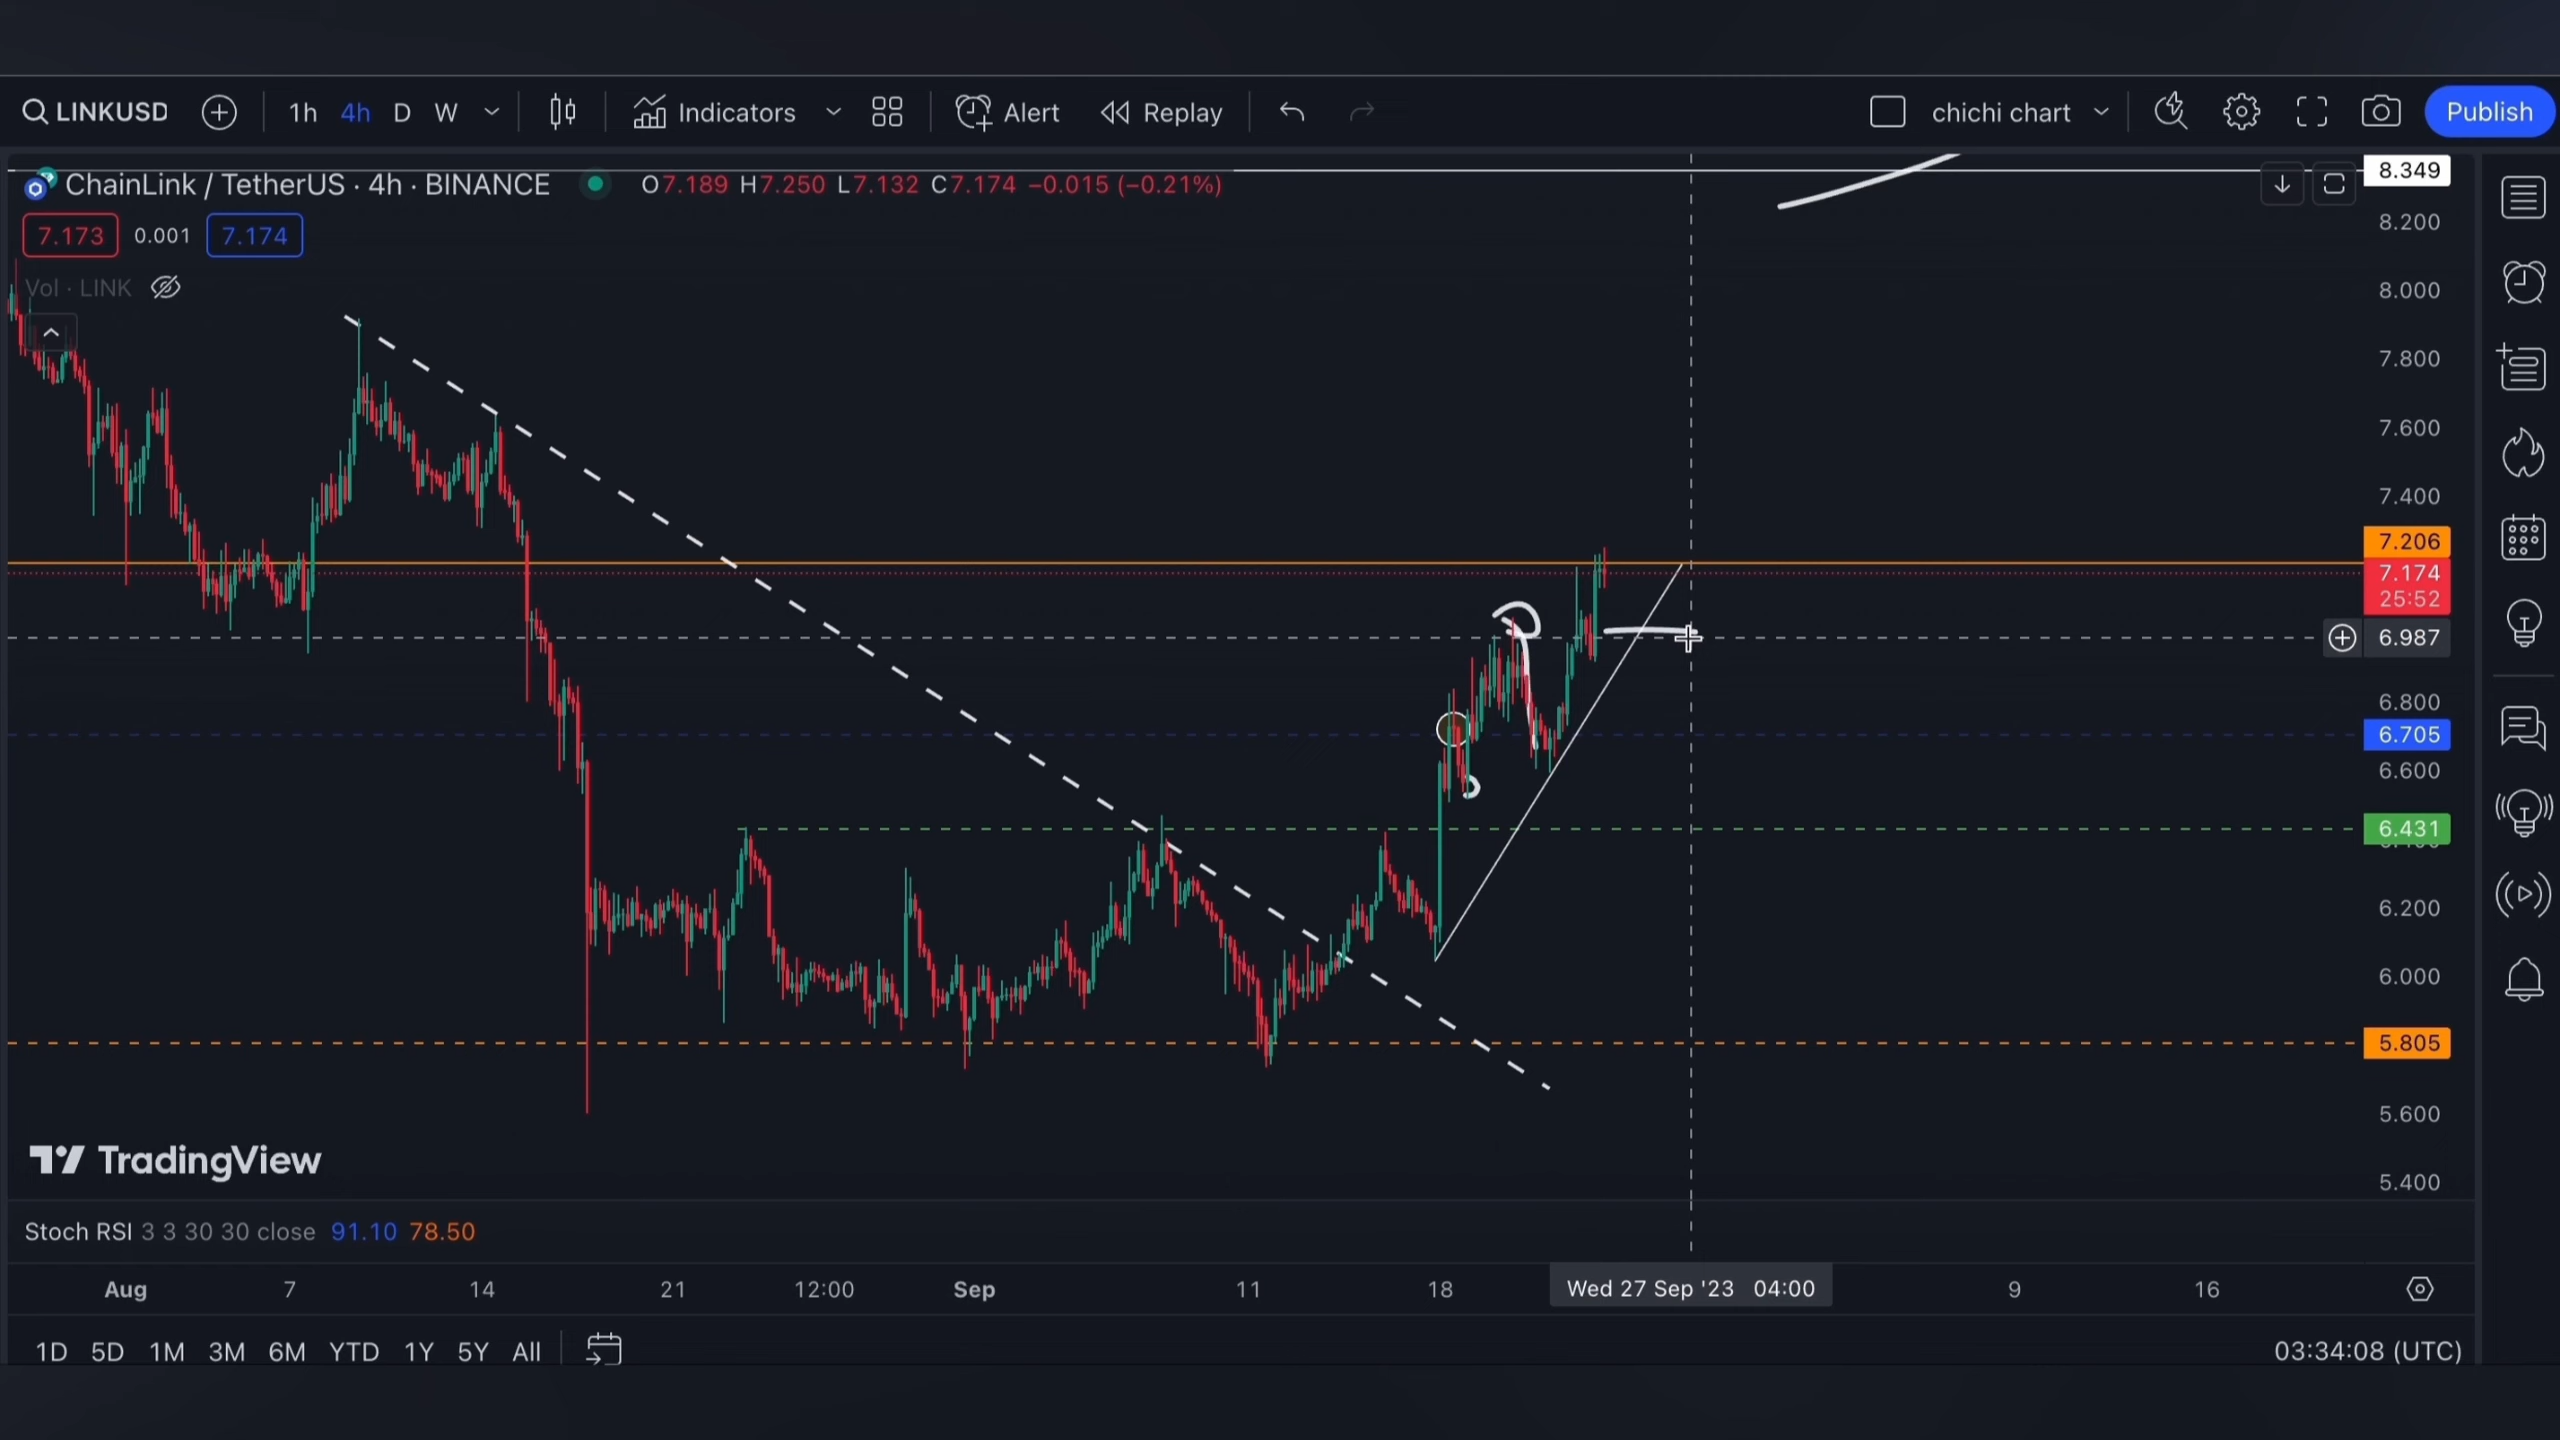 LINKUSD 1h 4h D W Indicators Alert Replay chichi chart Publish
ChainLink / TetherUS · 4h · BINANCE O7.189 H7.250 L7.132 C7.174 −0.015 (−0.21%)
7.173 0.001 7.174
Vol · LINK
8.349
8.200
8.000
7.800
7.600
7.400
7.206
7.174
25:52
6.987
6.800
6.705
6.600
6.431
6.200
6.000
5.805
5.600
5.400
TradingView
Stoch RSI 3 3 30 30 close 91.10 78.50
Aug 7 14 21 12:00 Sep 11 18 Wed 27 Sep '23 04:00 9 16
1D 5D 1M 3M 6M YTD 1Y 5Y All 03:34:08 (UTC)